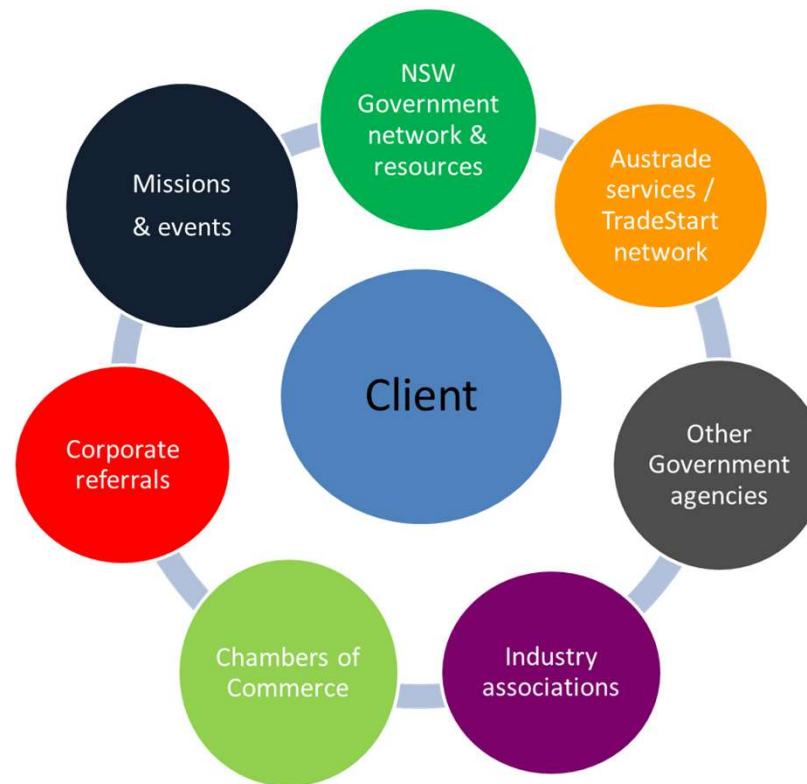 NSW
Government
network &
resources
Austrade
services /
TradeStart
network
Other
Government
agencies
Industry
associations
Chambers of
Commerce
Corporate
referrals
Missions
& events
Client